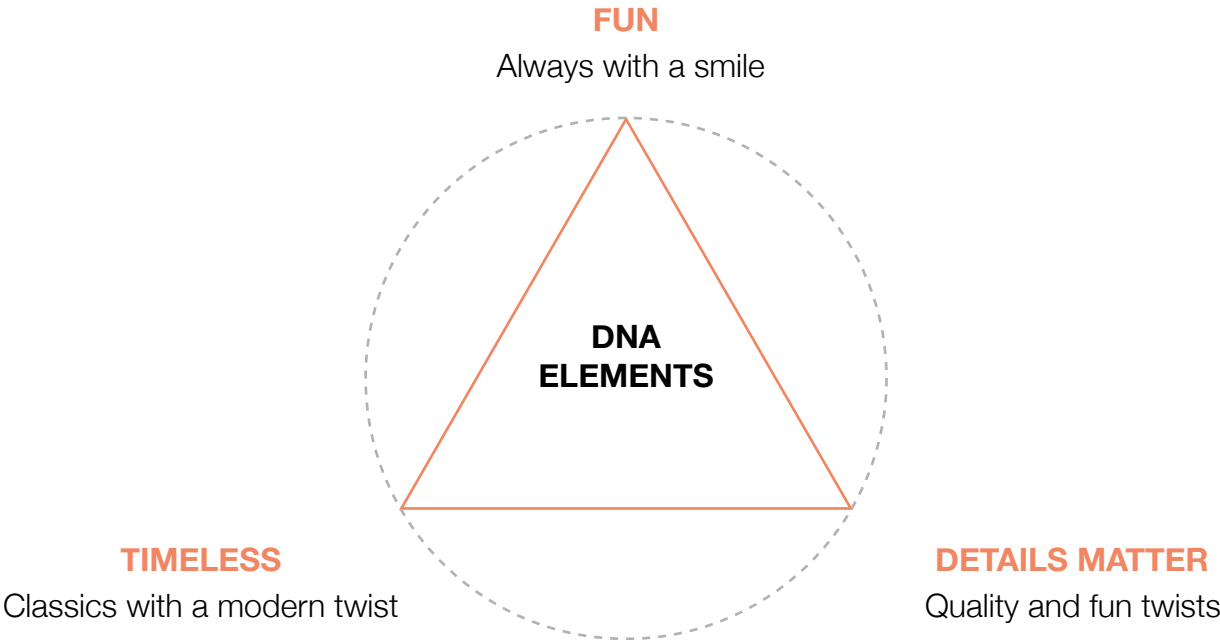 FUN
Always with a smile
DNA
ELEMENTS
TIMELESS
Classics with a modern twist
DETAILS MATTER
Quality and fun twists